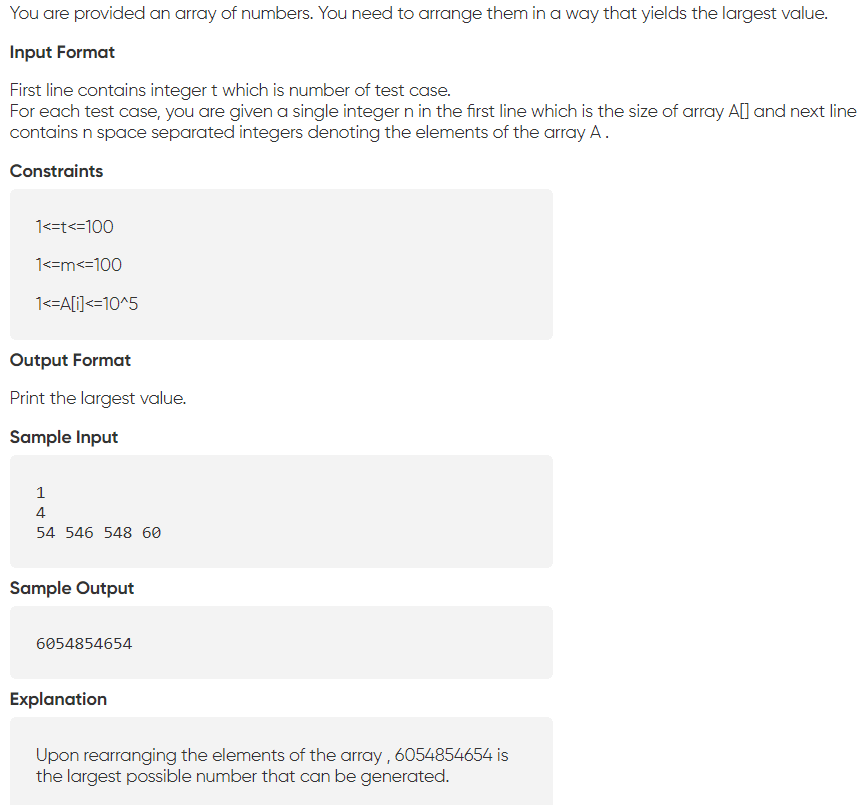 You are provided an array of numbers. You need to arrange them in a way that yields the largest value.
Input Format
First line contains integer t which is number of test case.
For each test case, you are given a single integer n in the first line which is the size of array A[] and next line
contains n space separated integers denoting the elements of the array A .
Constraints
1<=t<=100
1<=m<=100
1<=A[i]<=10^5
Output Format
Print the largest value.
Sample Input
1
4
54 546 548 60
Sample Output
6054854654
Explanation
Upon rearranging the elements of the array , 6054854654 is
the largest possible number that can be generated.